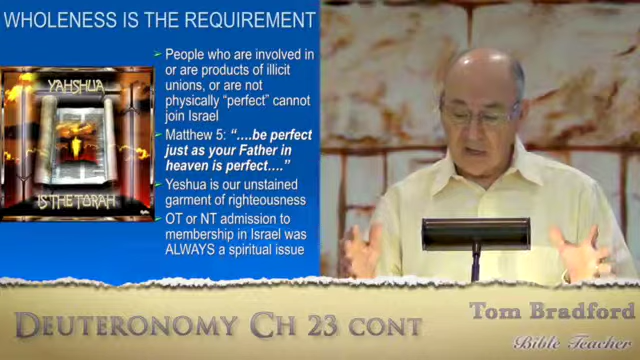 WHOLENESS IS THE REQUIREMENT
People who are involved in
or are products of illicit
unions, or are not
physically “perfect” cannot
join Israel
Matthew 5: “….be perfect
just as your Father in
heaven is perfect….”
Yeshua is our unstained
garment of righteousness
OT or NT admission to
membership in Israel was
ALWAYS a spiritual issue
YAHSHUA
IS THE TORAH
Tom Bradford
DEUTERONOMY CH 23 CONT
Bible Teacher